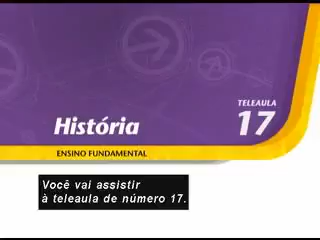 TELEAULA
História 17
ENSINO FUNDAMENTAL
Você vai assistir
à teleaula de número 17.